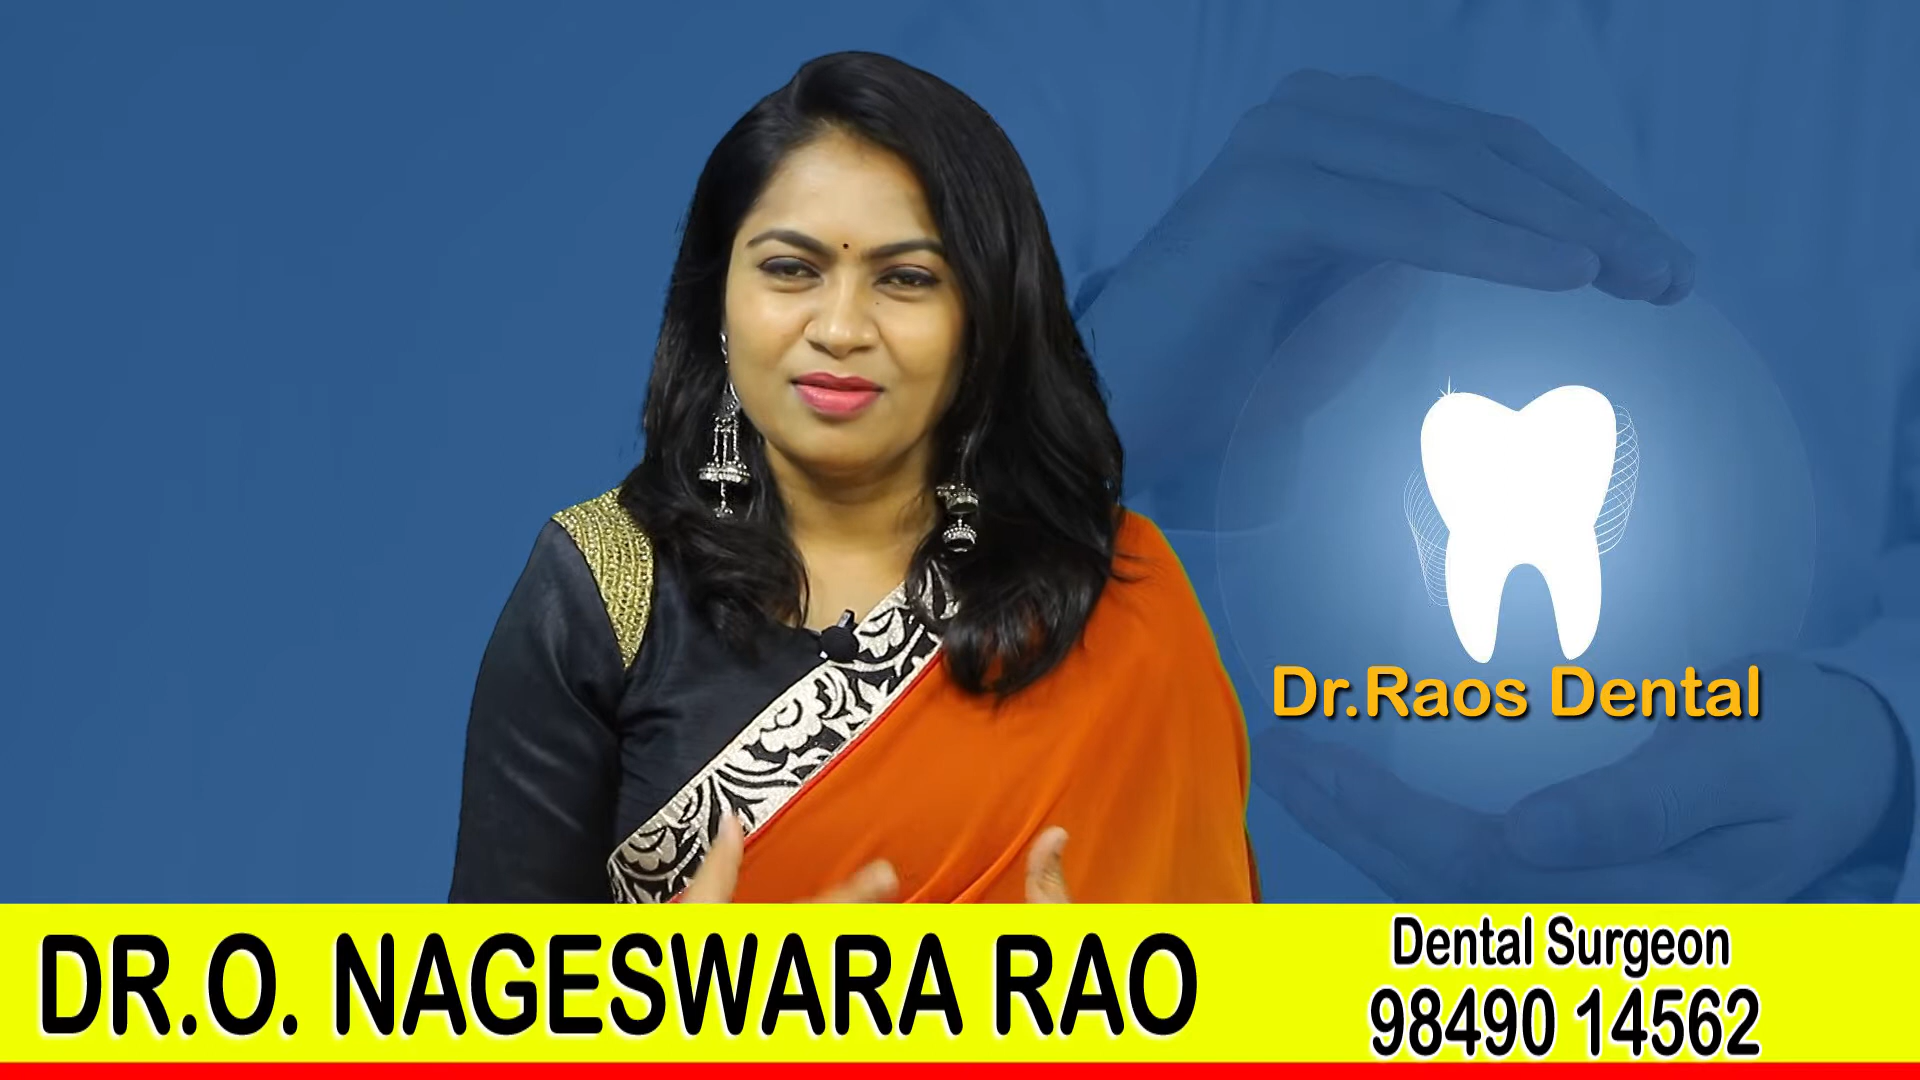 Dr.Raos Dental
DR.O. NAGESWARA RAO
Dental Surgeon
98490 14562